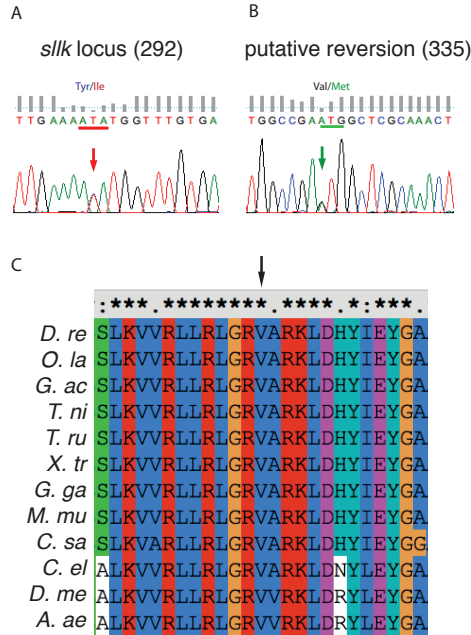 A
sllk locus (292)
Tyr/Ile
TTGAAAATATGGTTTGTGA
B
putative reversion (335)
Val/Met
TGGCCGAATGGCTCGCAAACT
C
:***.********.****.*:***.
D. re SLKVVRLLRLGRVARKLDHYIEYGA
O. la SLKVVRLLRLGRVARKLDHYIEYGA
G. ac SLKVVRLLRLGRVARKLDHYIEYGA
T. ni SLKVVRLLRLGRVARKLDHYIEYGA
T. ru SLKVVRLLRLGRVARKLDHYIEYGA
X. tr SLKVVRLLRLGRVARKLDHYIEYGA
G. ga SLKVVRLLRLGRVARKLDHYIEYGA
M. mu SLKVVRLLRLGRVARKLDHYIEYGA
C. sa SLKVARLLRLGRVARKLDHYIEYGG
C. el ALKVVRLLRLGRVARKLDNYLEYGA
D. me ALKVVRLLRLGRVVRKLDRYLEYGA
A. ae ALKVVRLLRLGRVVRKLDRYLEYGA